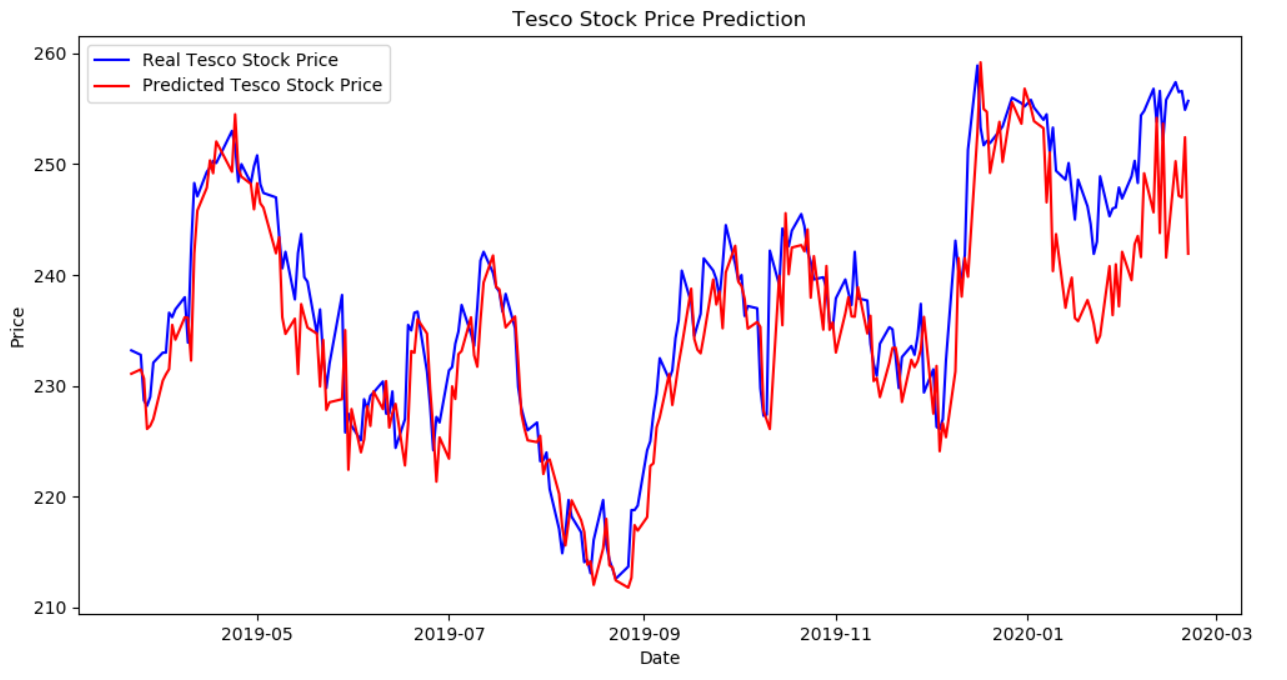 Tesco Stock Price Prediction
Real Tesco Stock Price
Predicted Tesco Stock Price
260
250
240
230
220
210
Price
2019-05
2019-07
2019-09
2019-11
2020-01
2020-03
Date